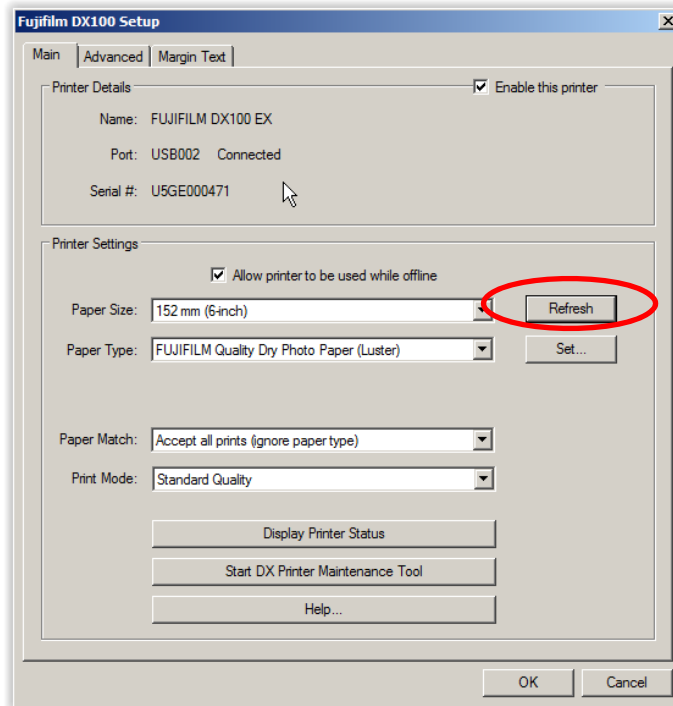 Fujifilm DX100 Setup
Main Advanced Margin Text
Printer Details Enable this printer
Name: FUJIFILM DX100 EX
Port: USB002 Connected
Serial #: U5GE000471
Printer Settings
Allow printer to be used while offline
Paper Size: 152 mm (6-inch) Refresh
Paper Type: FUJIFILM Quality Dry Photo Paper (Luster) Set...
Paper Match: Accept all prints (ignore paper type)
Print Mode: Standard Quality
Display Printer Status
Start DX Printer Maintenance Tool
Help...
OK Cancel